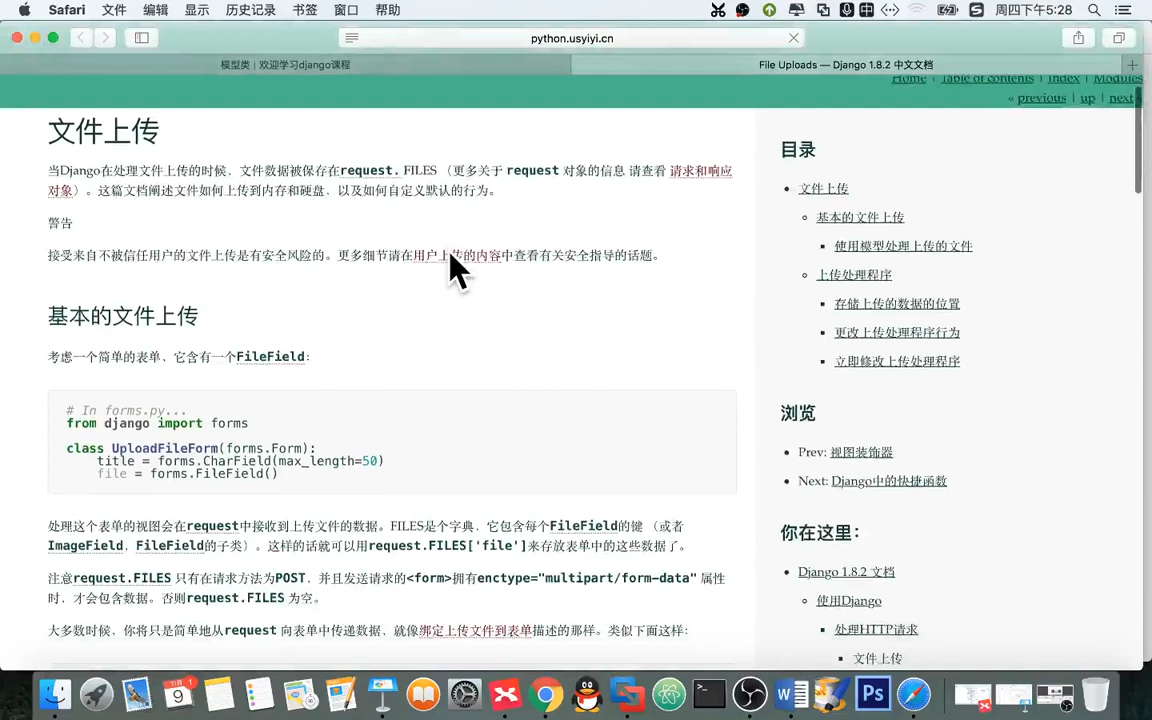 Safari 文件 编辑 显示 历史记录 书签 窗口 帮助 周四下午5:28
python.usyiyi.cn
模型类 | 欢迎学习django课程 File Uploads — Django 1.8.2 中文文档
Home | Table of contents | Index | Modules
« previous | up | next »
文件上传
当Django在处理文件上传的时候，文件数据被保存在request. FILES （更多关于 request 对象的信息 请查看 请求和响应
对象）。这篇文档阐述文件如何上传到内存和硬盘，以及如何自定义默认的行为。
警告
接受来自不被信任用户的文件上传是有安全风险的。更多细节请在用户上传的内容中查看有关安全指导的话题。
基本的文件上传
考虑一个简单的表单，它含有一个FileField：
# In forms.py...
from django import forms
class UploadFileForm(forms.Form):
    title = forms.CharField(max_length=50)
    file = forms.FileField()
处理这个表单的视图会在request中接收到上传文件的数据。FILES是个字典，它包含每个FileField的键 （或者
ImageField，FileField的子类）。这样的话就可以用request.FILES['file']来存放表单中的这些数据了。
注意request.FILES 只有在请求方法为POST，并且发送请求的<form>拥有enctype="multipart/form-data" 属性
时，才会包含数据。否则request.FILES 为空。
大多数时候，你将只是简单地从request 向表单中传递数据，就像绑定上传文件到表单描述的那样。类似下面这样:
目录
文件上传
基本的文件上传
使用模型处理上传的文件
上传处理程序
存储上传的数据的位置
更改上传处理程序行为
立即修改上传处理程序
浏览
Prev: 视图装饰器
Next: Django中的快捷函数
你在这里：
Django 1.8.2 文档
使用Django
处理HTTP请求
文件上传
11月
9
1
W
Ps